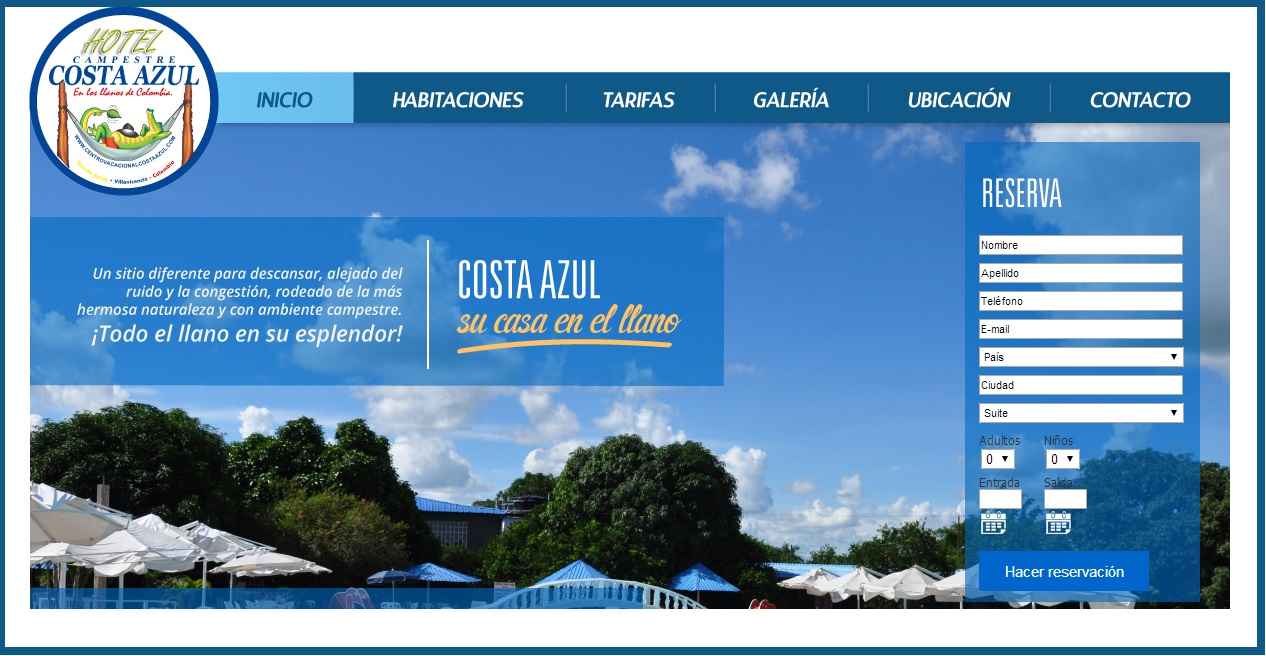 HOTEL
CAMPESTRE
COSTA AZUL
En los llanos de Colombia.
WWW.CENTROVACACIONALCOSTAAZUL.COM
• Villavicencio • Colombia
INICIO
HABITACIONES
TARIFAS
GALERÍA
UBICACIÓN
CONTACTO
Un sitio diferente para descansar, alejado del
ruido y la congestión, rodeado de la más
hermosa naturaleza y con ambiente campestre.
¡Todo el llano en su esplendor!
COSTA AZUL
su casa en el llano
RESERVA
Nombre
Apellido
Teléfono
E-mail
País
Ciudad
Suite
Adultos Niños
0 0
Entrada Salida
Hacer reservación